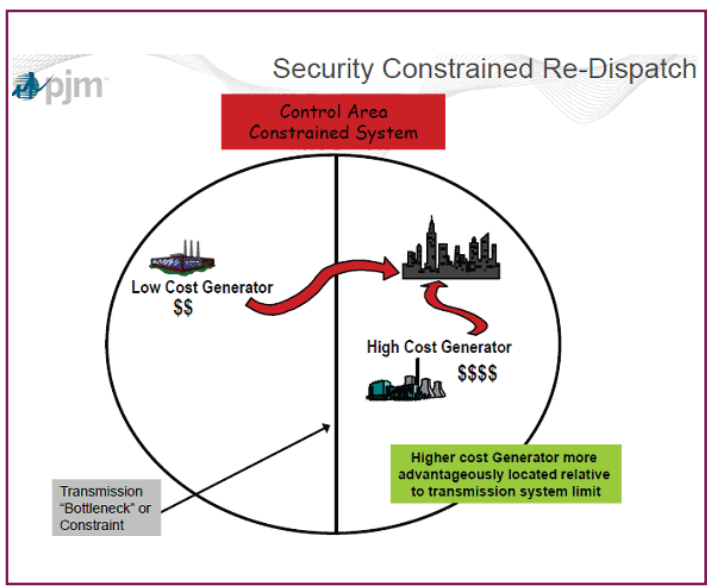 Security Constrained Re-Dispatch
pjm
Control Area
Constrained System
Low Cost Generator
$$
High Cost Generator
$$$$
Higher cost Generator more
advantageously located relative
to transmission system limit
Transmission
"Bottleneck" or
Constraint